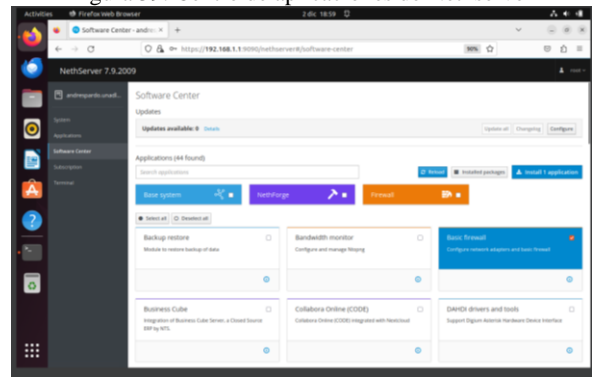 Activities Firefox Web Browser 2 dic 18:59
Software Center - andres
https://192.168.1.1:9090/nethserver#/software-center 90%
NethServer 7.9.2009 root
andrespardo.unadl...
System
Applications
Software Center
Subscription
Terminal
Software Center
Updates
Updates available: 0 Details Update all Changelog Configure
Applications (44 found)
Search applications Reload Installed packages Install 1 application
Base system NethForge Firewall
Select all Deselect all
Backup restore
Module to restore backup of data
Bandwidth monitor
Configure and manage Ntopng
Basic firewall
Configure network adapters and basic firewall
Business Cube
Integration of Business Cube Server, a Closed Source
ERP by NTS.
Collabora Online (CODE)
Collabora Online (CODE) integrated with Nextcloud
DAHDI drivers and tools
Support Digium Asterisk Hardware Device Interface